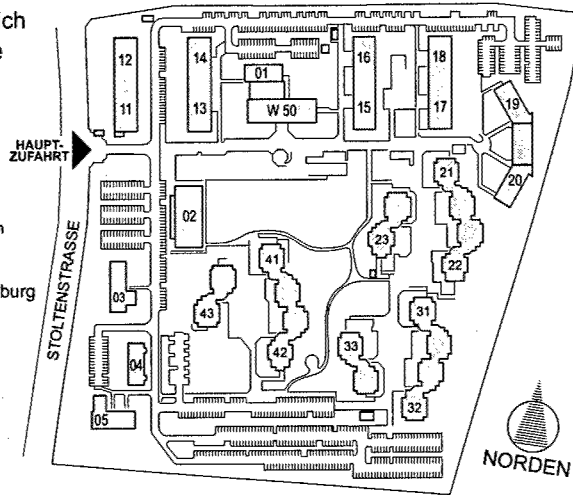 ich
e
HAUPT-
ZUFAHRT
n
burg
STOLTENSTRASSE
12
11
14
13
01
W 50
16
15
18
17
19
20
02
21
22
23
03
41
42
43
04
05
31
32
33
NORDEN